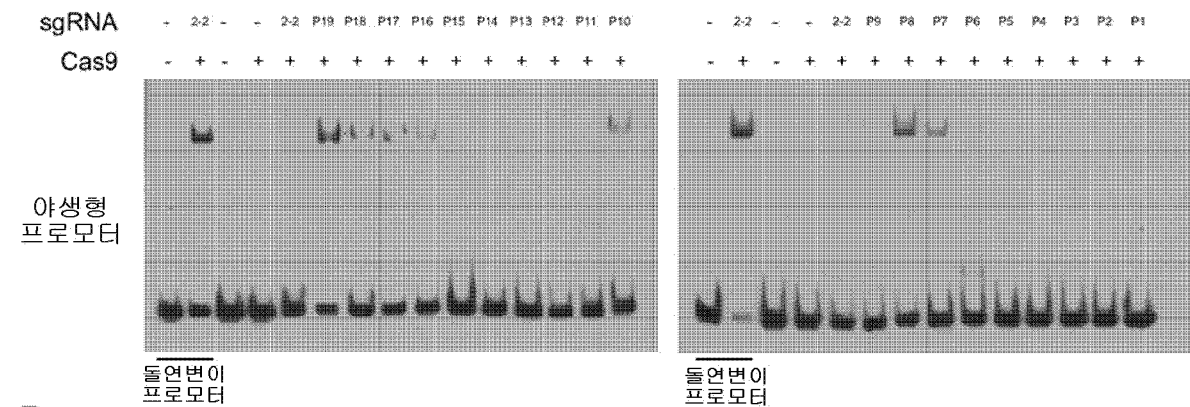 sgRNA - 2-2 - - 2-2 P19 P18 P17 P16 P15 P14 P13 P12 P11 P10 - 2-2 - - 2-2 P9 P8 P7 P6 P5 P4 P3 P2 P1
Cas9 - + - + + + + + + + + + + + + - + - + + + + + + + + + + +
야생형
프로모터
돌연변이
프로모터
돌연변이
프로모터